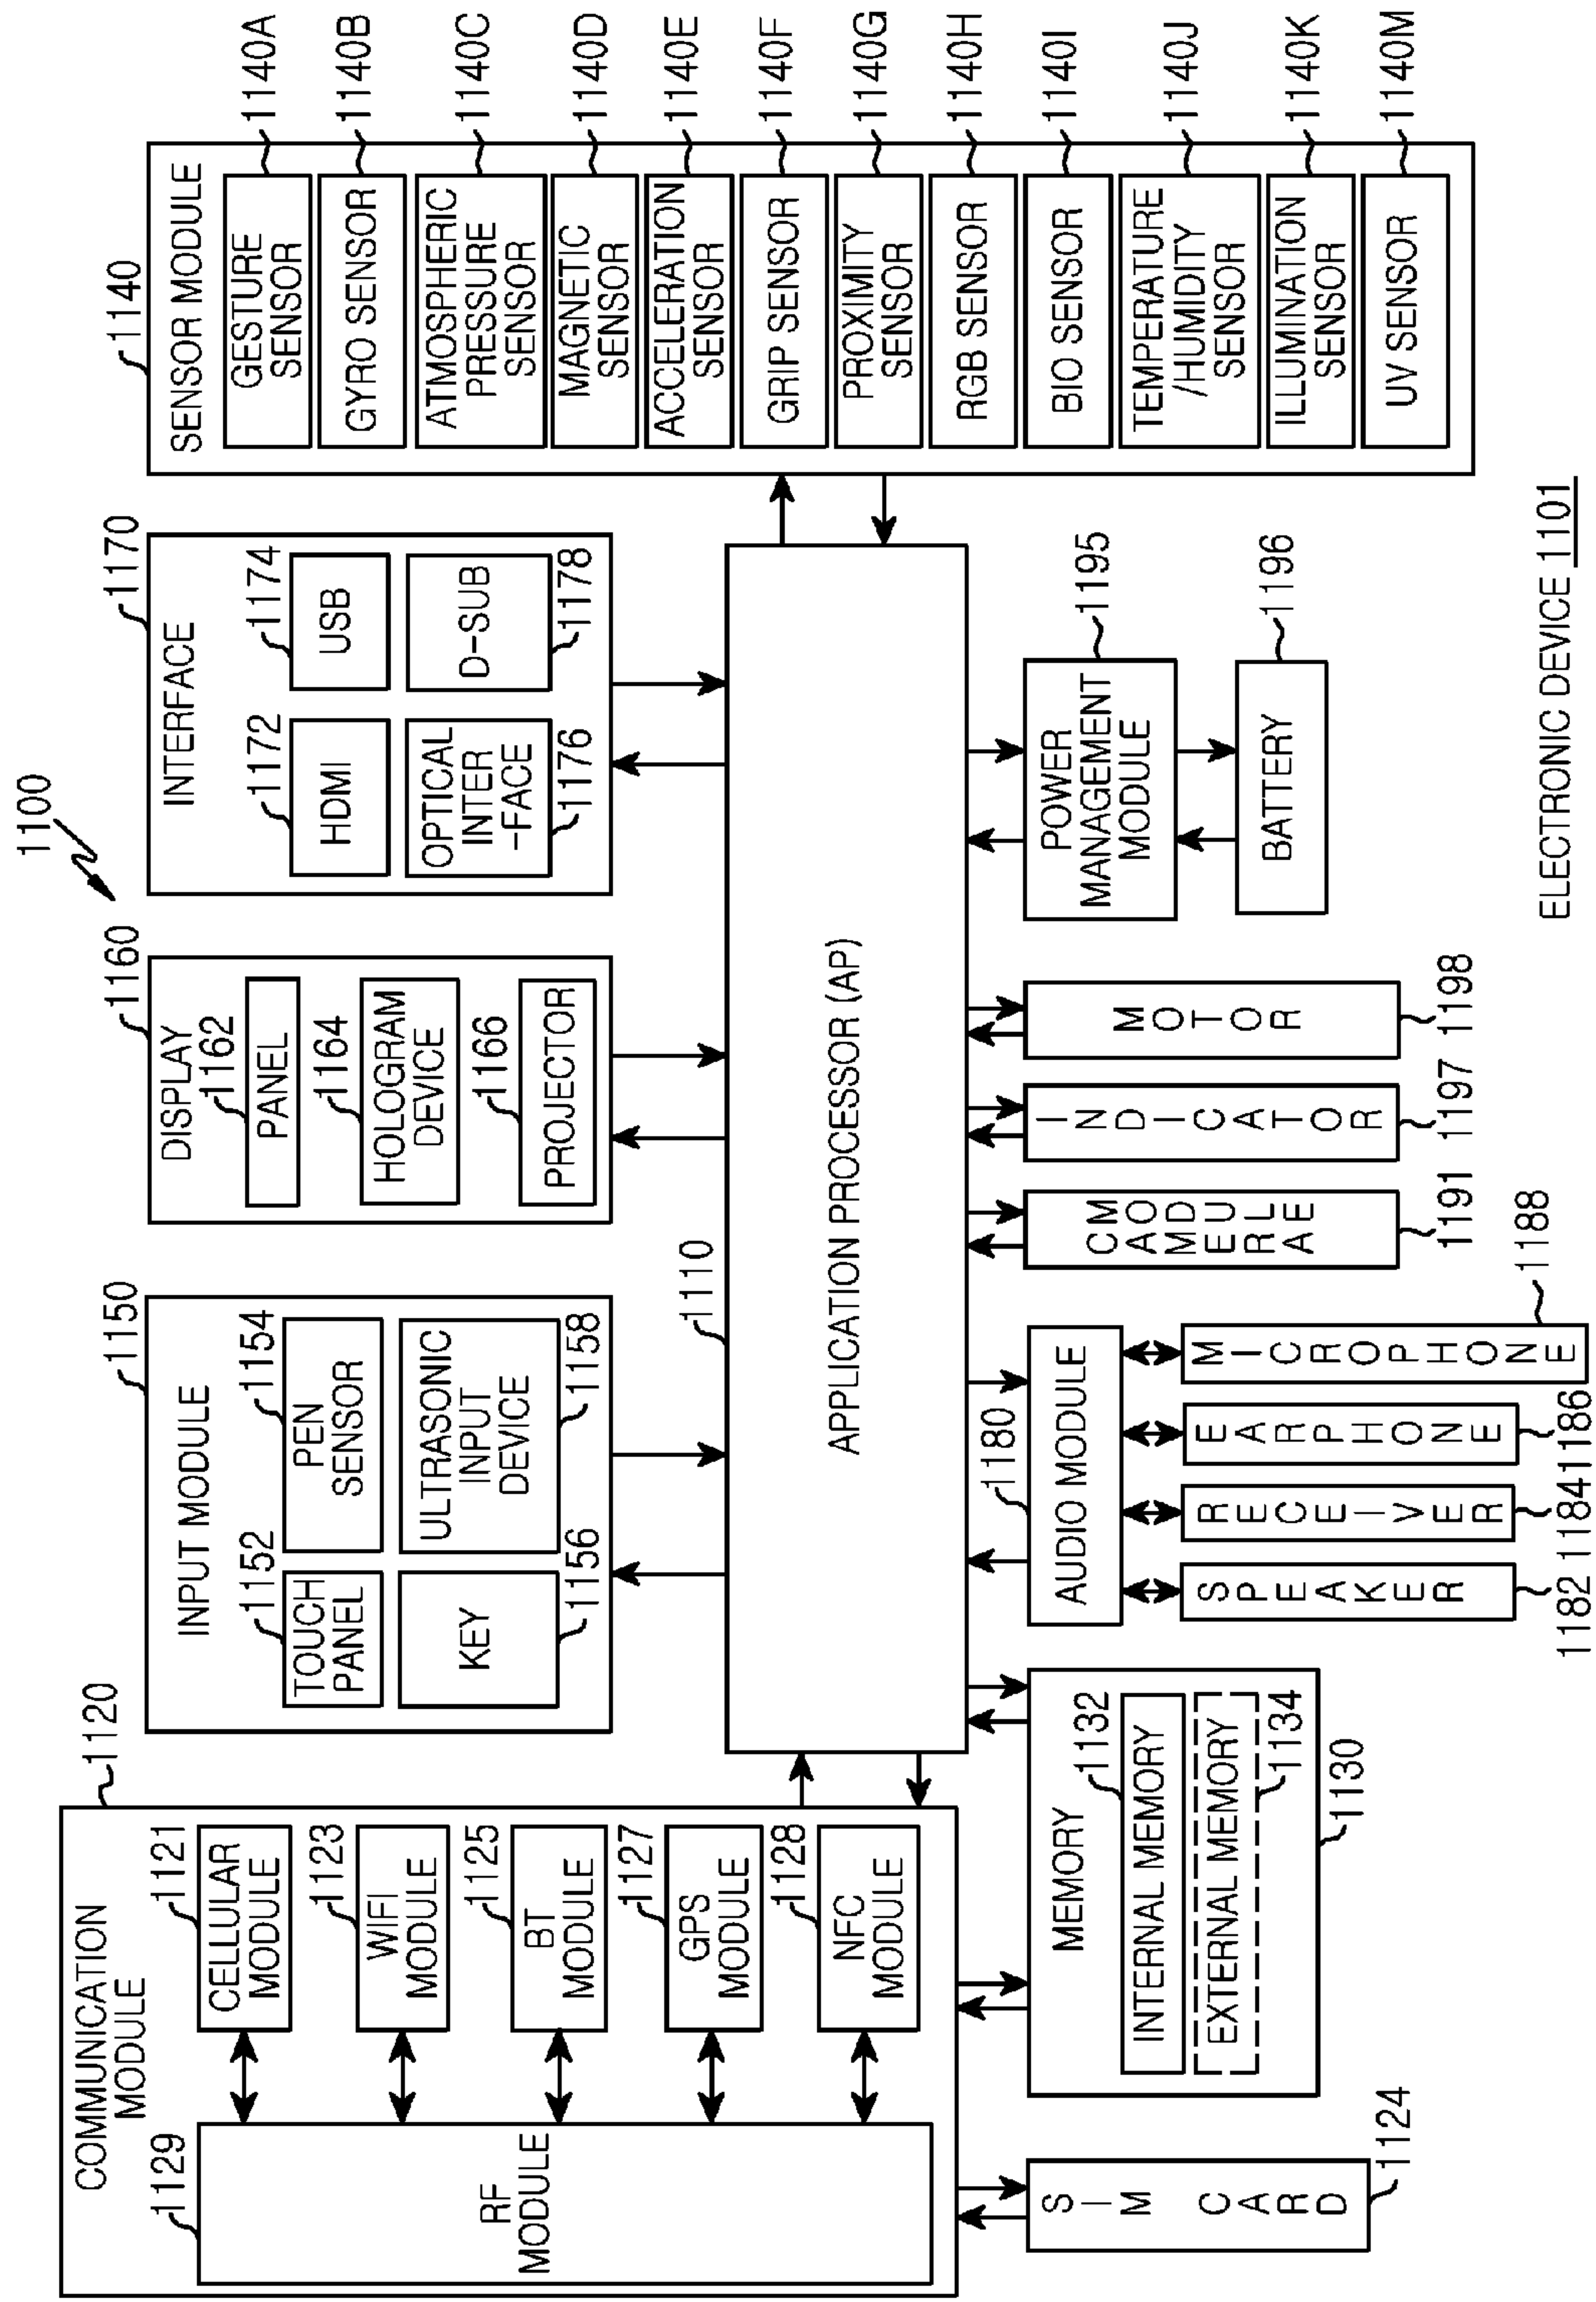 1100
COMMUNICATION
MODULE
1120
1129
RF
MODULE
1121
CELLULAR
MODULE
1123
WIFI
MODULE
1125
BT
MODULE
1127
GPS
MODULE
1128
NFC
MODULE
INPUT MODULE
1150
1152
TOUCH
PANEL
1154
PEN
SENSOR
KEY
1156
ULTRASONIC
INPUT
DEVICE
1158
DISPLAY
1160
1162
PANEL
1164
HOLOGRAM
DEVICE
1166
PROJECTOR
INTERFACE
1170
1172
HDMI
1174
USB
OPTICAL
INTER
-FACE
1176
D-SUB
1178
SENSOR MODULE
1140
GESTURE
SENSOR
1140A
GYRO SENSOR
1140B
ATMOSPHERIC
PRESSURE
SENSOR
1140C
MAGNETIC
SENSOR
1140D
ACCELERATION
SENSOR
1140E
GRIP SENSOR
1140F
PROXIMITY
SENSOR
1140G
RGB SENSOR
1140H
BIO SENSOR
1140I
TEMPERATURE
/HUMIDITY
SENSOR
1140J
ILLUMINATION
SENSOR
1140K
UV SENSOR
1140M
1110
APPLICATION PROCESSOR (AP)
SIM CARD
1124
MEMORY
1132
INTERNAL MEMORY
EXTERNAL MEMORY
1134
1130
1180
AUDIO MODULE
SPEAKER
1182
RECEIVER
1184
EARPHONE
1186
MICROPHONE
1188
CAMERA
MODULE
1191
INDICATOR
1197
MOTOR
1198
POWER
MANAGEMENT
MODULE
1195
BATTERY
1196
ELECTRONIC DEVICE 1101